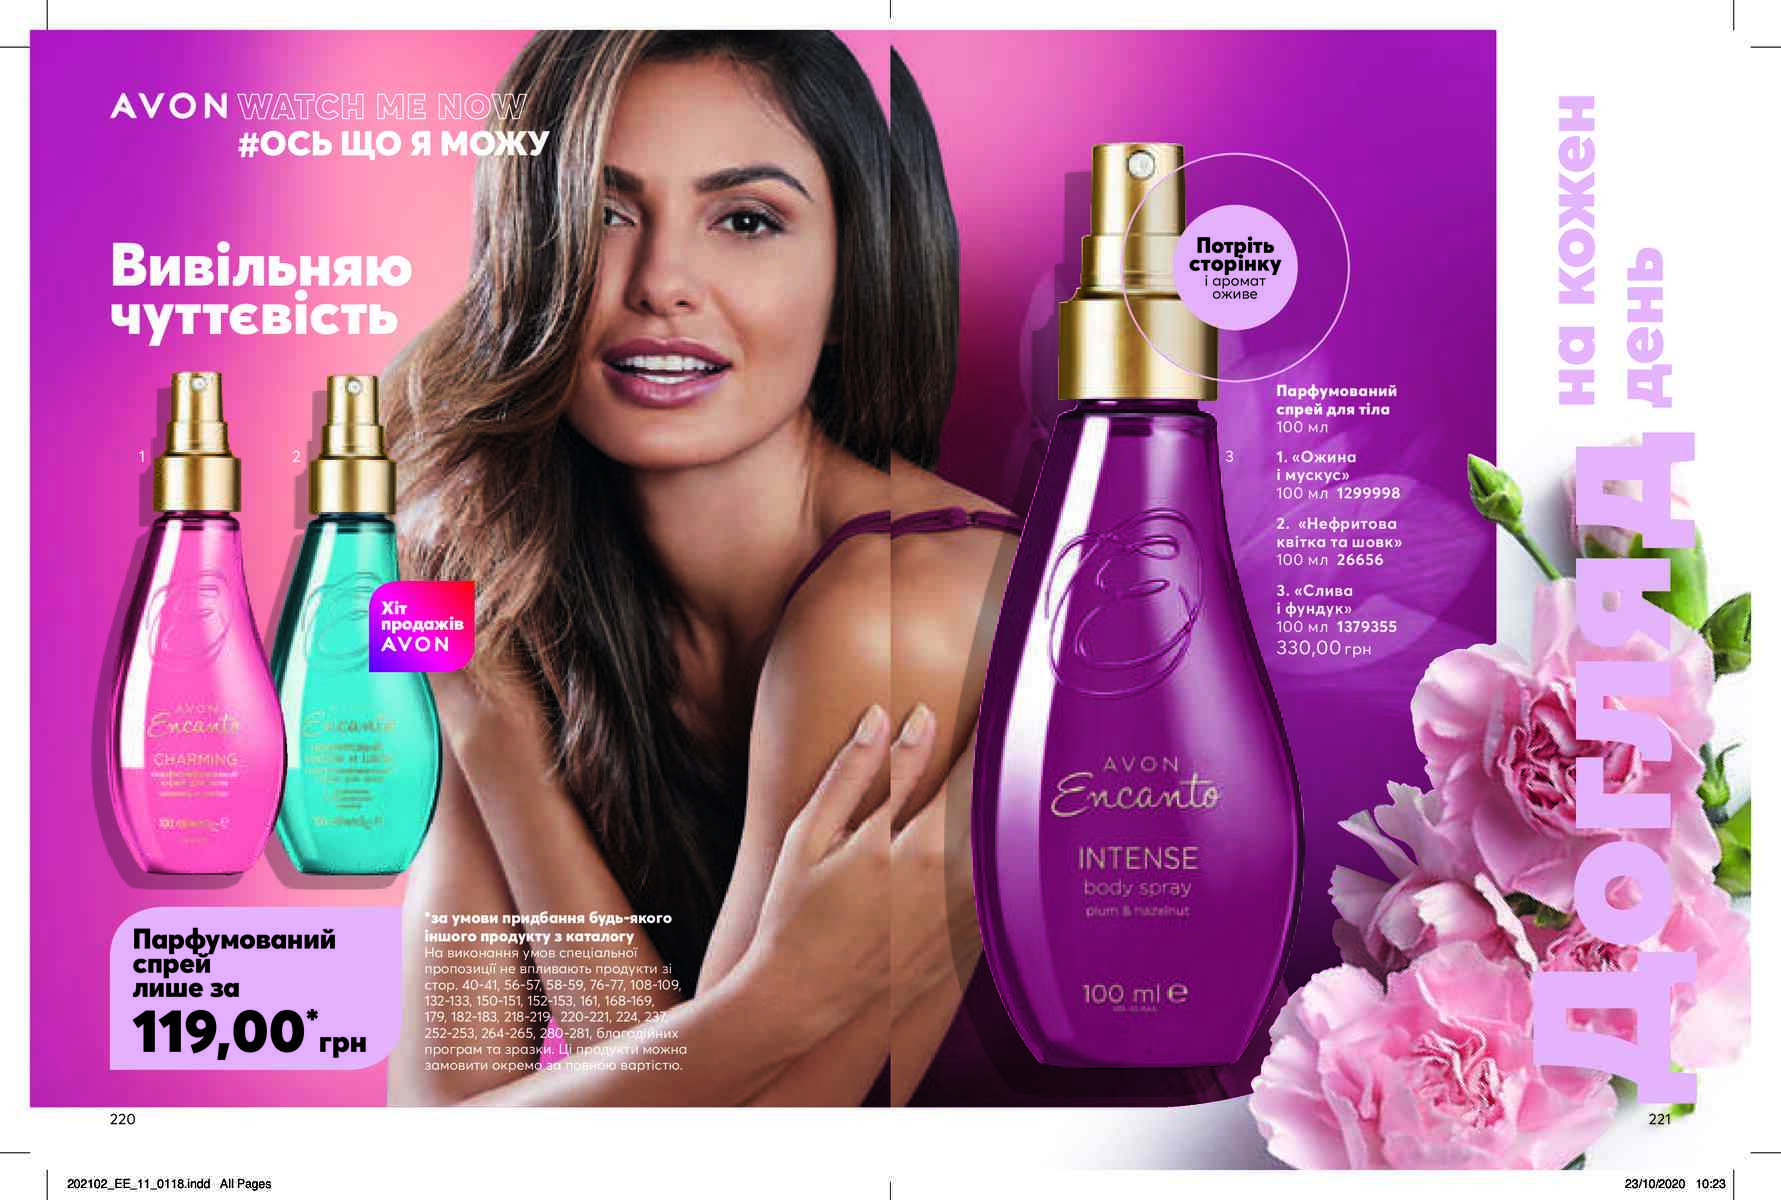 AVON WATCH ME NOW
#ОСЬ ЩО Я МОЖУ
Вивільняю
чуттєвість
1
2
Хіт
продажів
AVON
AVON
Encanto
CHARMING
Encanto
Парфумований
спрей
лише за
119,00*
грн
*за умови придбання будь-якого
іншого продукту з каталогу
На виконання умов спеціальної
пропозиції не впливають продукти зі
стор. 40-41, 56-57, 58-59, 76-77, 108-109,
132-133, 150-151, 152-153, 161, 168-169,
179, 182-183, 218-219, 220-221, 224, 237,
252-253, 264-265, 280-281, благодійних
програм та зразки. Ці продукти можна
замовити окремо за повною вартістю.
220
Потріть
сторінку
і аромат
оживе
3
Парфумований
спрей для тіла
100 мл
1. «Ожина
і мускус»
100 мл 1299998
2. «Нефритова
квітка та шовк»
100 мл 26656
3. «Слива
і фундук»
100 мл 1379355
330,00 грн
AVON
Encanto
INTENSE
body spray
plum & hazelnut
100 ml e
ДОГЛЯД
на кожен
день
221
202102_EE_11_0118.indd All Pages
23/10/2020 10:23